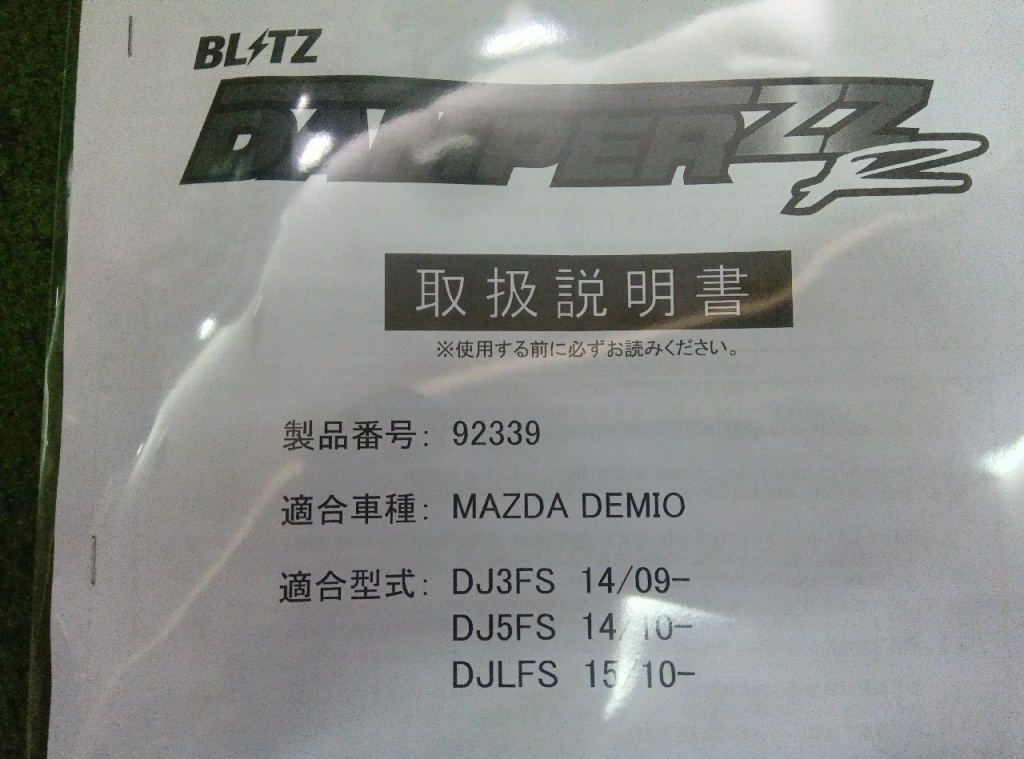 BLITZ
DAMPER ZZ R
取扱説明書
※使用する前に必ずお読みください。
製品番号： 92339
適合車種： MAZDA DEMIO
適合型式： DJ3FS 14/09-
DJ5FS 14/10-
DJLFS 15/10-